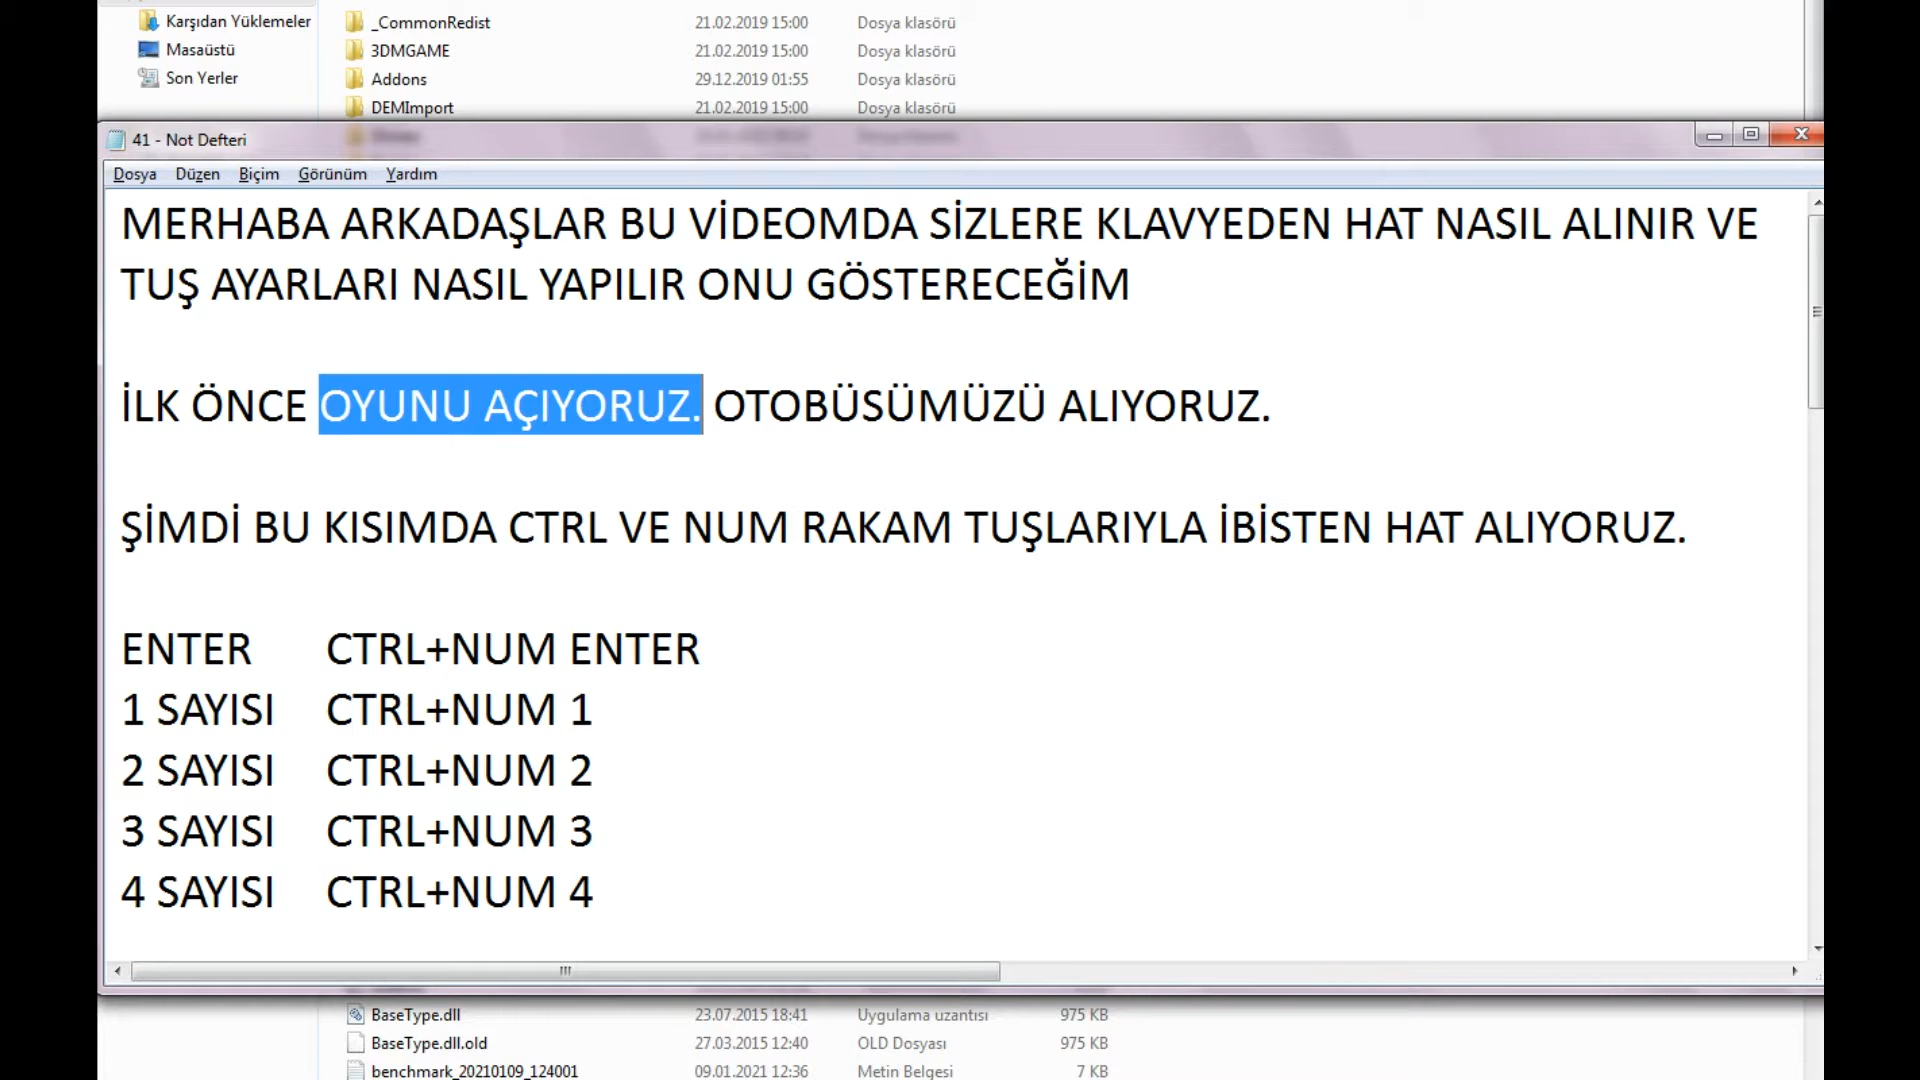 Karşıdan Yüklemeler
Masaüstü
Son Yerler
_CommonRedist 21.02.2019 15:00 Dosya klasörü
3DMGAME 21.02.2019 15:00 Dosya klasörü
Addons 29.12.2019 01:55 Dosya klasörü
DEMImport 21.02.2019 15:00 Dosya klasörü
41 - Not Defteri
Dosya Düzen Biçim Görünüm Yardım
MERHABA ARKADAŞLAR BU VİDEOMDA SİZLERE KLAVYEDEN HAT NASIL ALINIR VE
TUŞ AYARLARI NASIL YAPILIR ONU GÖSTERECEĞİM
İLK ÖNCE OYUNU AÇIYORUZ. OTOBÜSÜMÜZÜ ALIYORUZ.
ŞİMDİ BU KISIMDA CTRL VE NUM RAKAM TUŞLARIYLA İBİSTEN HAT ALIYORUZ.
ENTER CTRL+NUM ENTER
1 SAYISI CTRL+NUM 1
2 SAYISI CTRL+NUM 2
3 SAYISI CTRL+NUM 3
4 SAYISI CTRL+NUM 4
BaseType.dll 23.07.2015 18:41 Uygulama uzantısı 975 KB
BaseType.dll.old 27.03.2015 12:40 OLD Dosyası 975 KB
benchmark_20210109_124001 09.01.2021 12:36 Metin Belgesi 7 KB